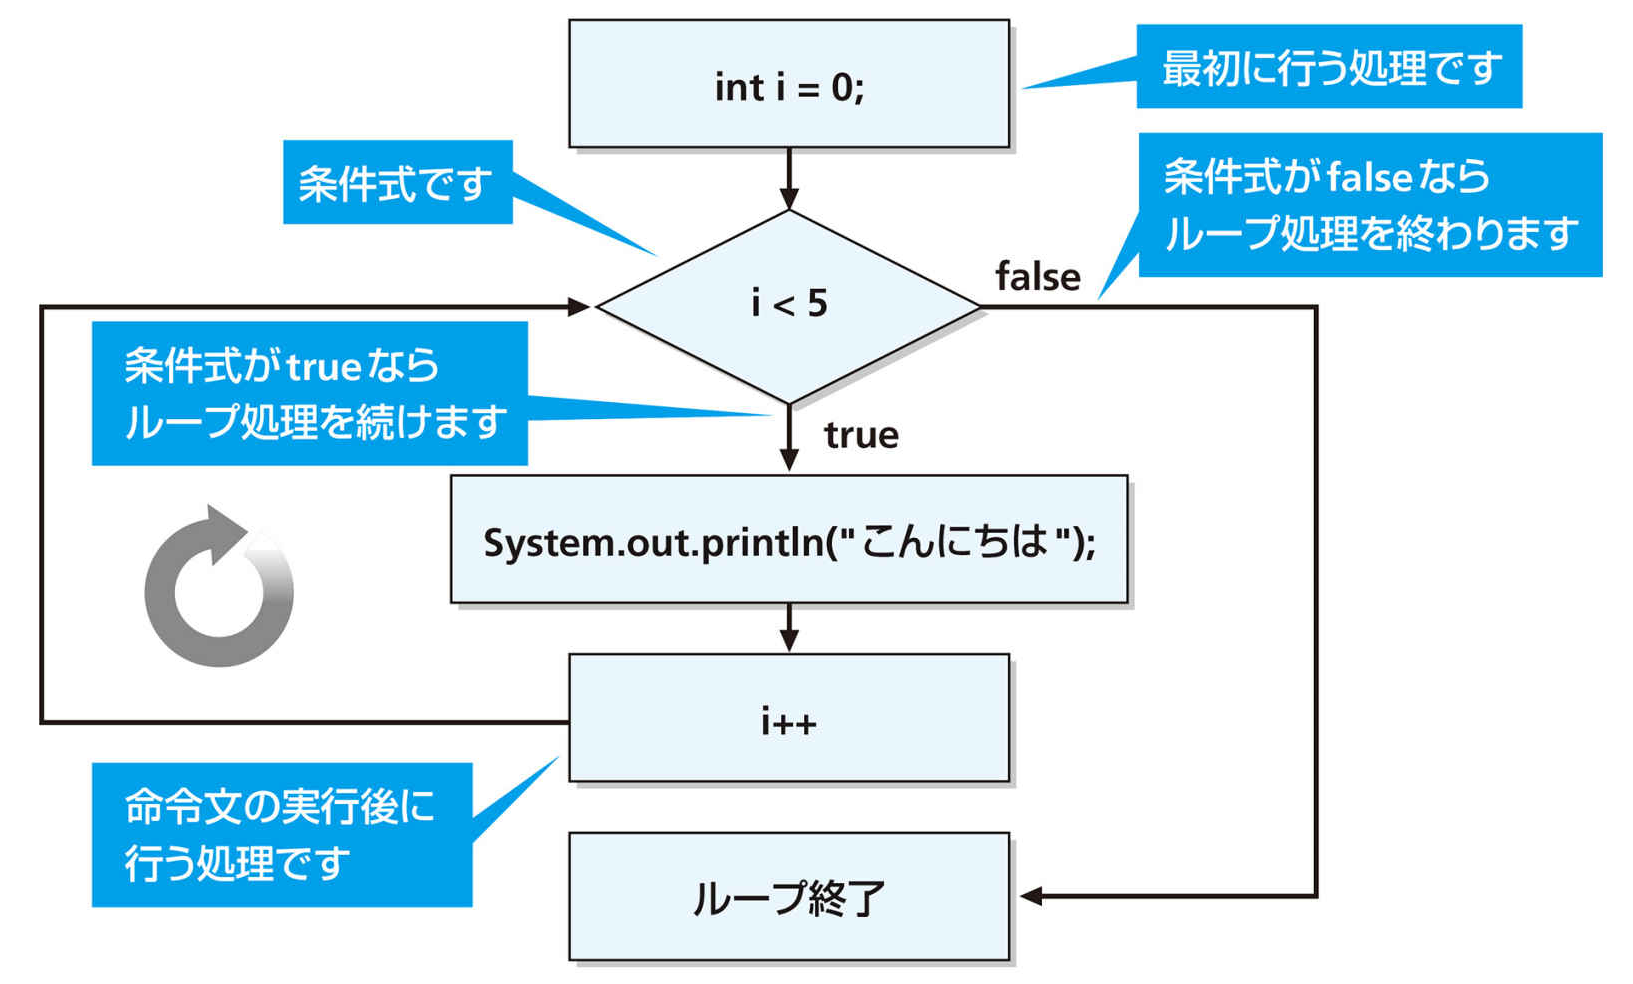 int i = 0;
最初に行う処理です
条件式です
条件式がfalseなら
ループ処理を終わります
i < 5
false
条件式がtrueなら
ループ処理を続けます
true
System.out.println("こんにちは");
i++
命令文の実行後に
行う処理です
ループ終了